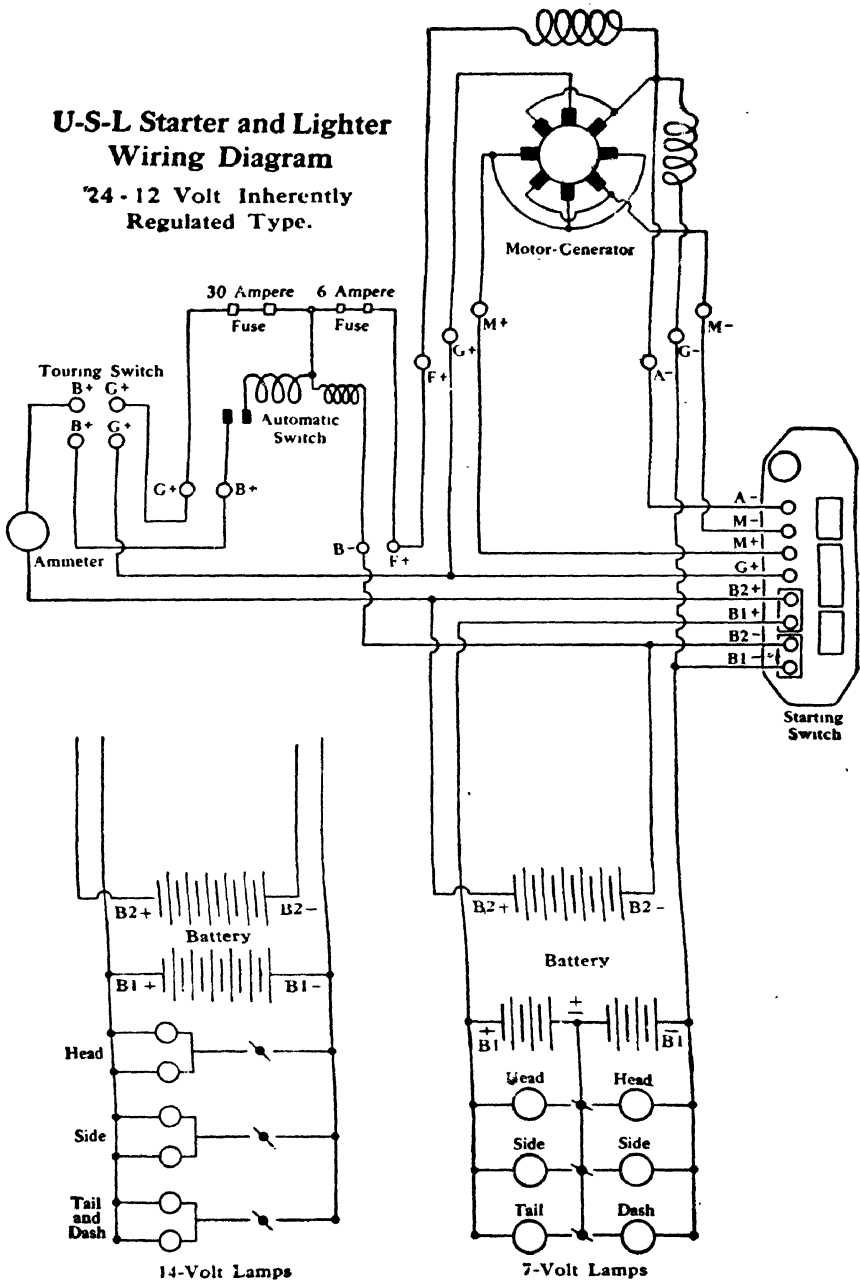 U-S-L Starter and Lighter
Wiring Diagram
24 - 12 Volt Inherently
Regulated Type.
Motor-Generator
30 Ampere
Fuse
6 Ampere
Fuse
M+
G+
F+
M-
G-
A-
Touring Switch
B+ G+
B+ G+
Automatic
Switch
G+
B+
Ammeter
B-
F+
A-
M-
M+
G+
B2+
B1+
B2-
B1-
Starting
Switch
B2+
B2-
Battery
B1+
B1-
Head
Side
Tail
and
Dash
14-Volt Lamps
B2+
B2-
Battery
+
B1
±
-
B1
Head
Head
Side
Side
Tail
Dash
7-Volt Lamps